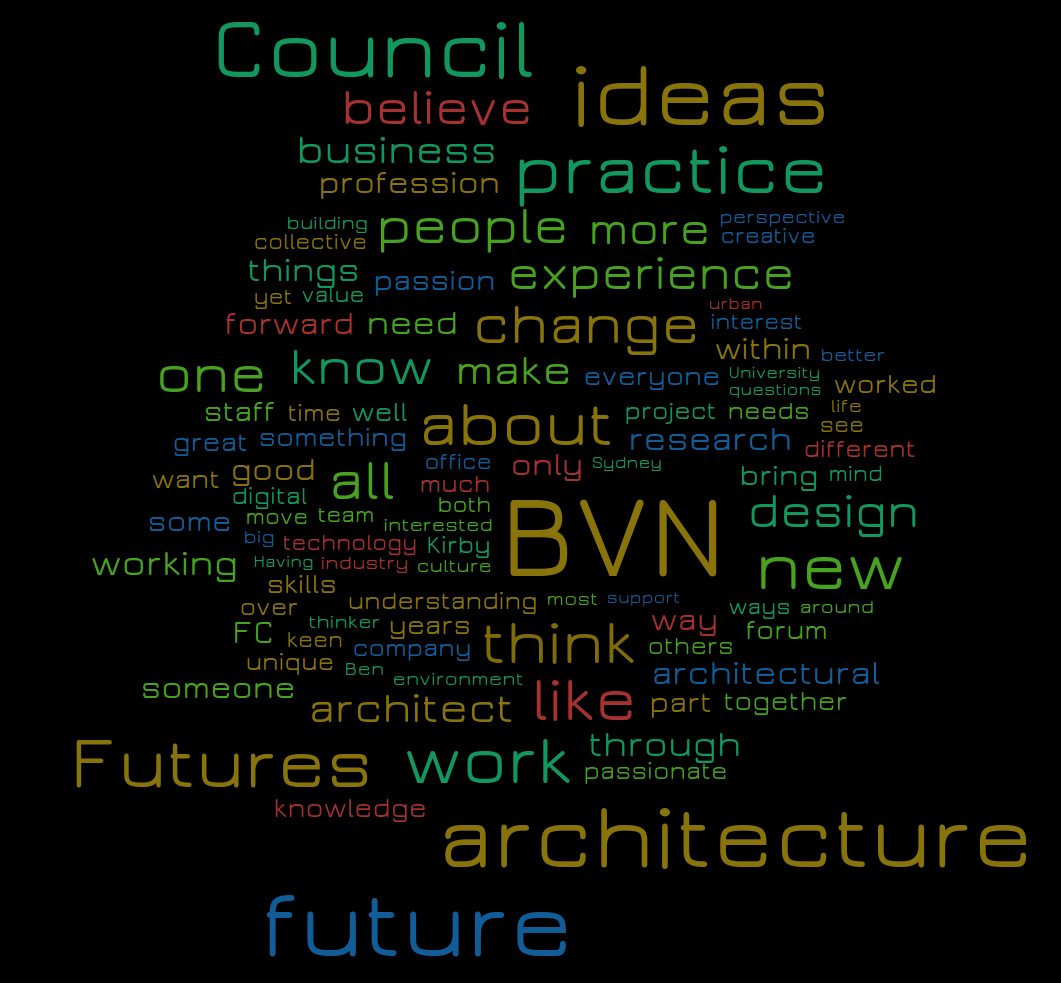 Council
ideas
believe
business
practice
profession
people more perspective
building
creative
collective
things passion experience
yet value
urban
forward need change interest
within better
one know make everyone University
questions worked
staff time well about project needs life
see
great something research different
want good all office only Sydney bring mind
digital much
both
some move team interested BVN design
big technology Kirby
working Having industry culture new
skills
over understanding most support ways around
thinker years way forum
FC keen company think others
unique Ben environment architectural
someone architect like part together
Futures work through
passionate
knowledge
architecture
future